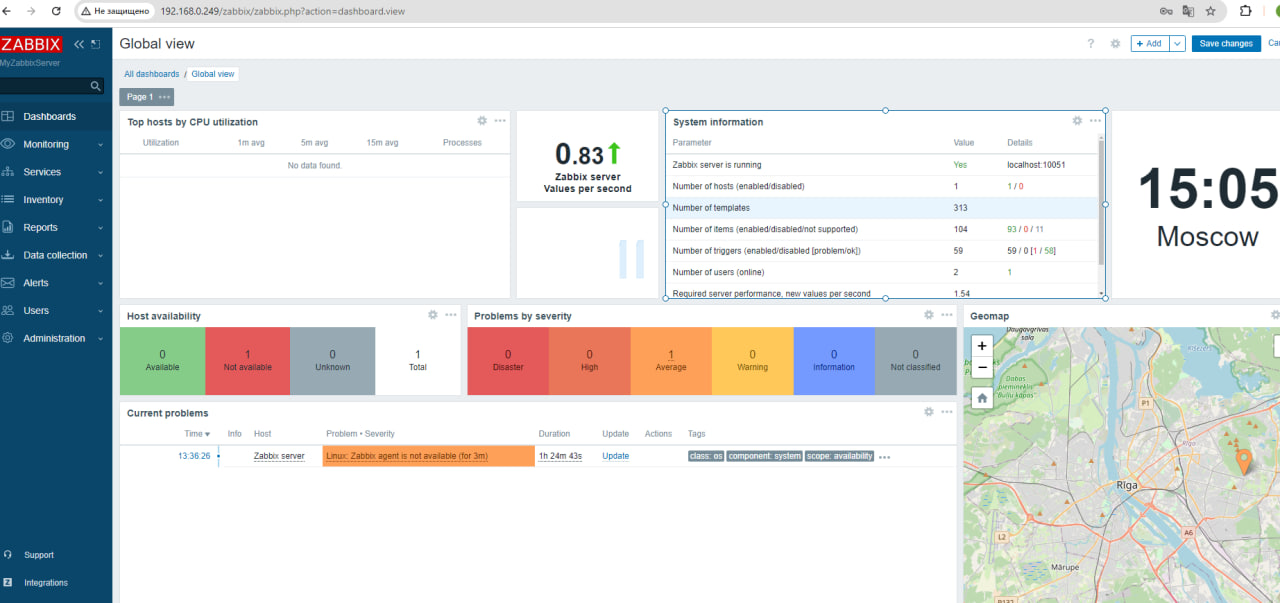 Не защищено 192.168.0.249/zabbix/zabbix.php?action=dashboard.view
ZABBIX
MyZabbixServer
Dashboards
Monitoring
Services
Inventory
Reports
Data collection
Alerts
Users
Administration
Support
Integrations
Global view
? + Add Save changes
All dashboards / Global view
Page 1
Top hosts by CPU utilization
Utilization 1m avg 5m avg 15m avg Processes
No data found.
0.83
Zabbix server
Values per second
System information
Parameter Value Details
Zabbix server is running Yes localhost:10051
Number of hosts (enabled/disabled) 1 1 / 0
Number of templates 313
Number of items (enabled/disabled/not supported) 104 93 / 0 / 11
Number of triggers (enabled/disabled [problem/ok]) 59 59 / 0 [1 / 58]
Number of users (online) 2 1
Required server performance, new values per second 1.54
15:05
Moscow
Host availability
0 Available
1 Not available
0 Unknown
1 Total
Problems by severity
0 Disaster
0 High
1 Average
0 Warning
0 Information
0 Not classified
Current problems
Time Info Host Problem • Severity Duration Update Actions Tags
13:36:26 Zabbix server Linux: Zabbix agent is not available (for 3m) 1h 24m 43s Update class: os component: system scope: availability
Geomap
+
−
Daugavgrīvas
sala
Dabas
piemineklis
"Buļļu kāpas"
Ķīšezers
P1
Rīga
Rīga
L2
A6
Mārupe
P132